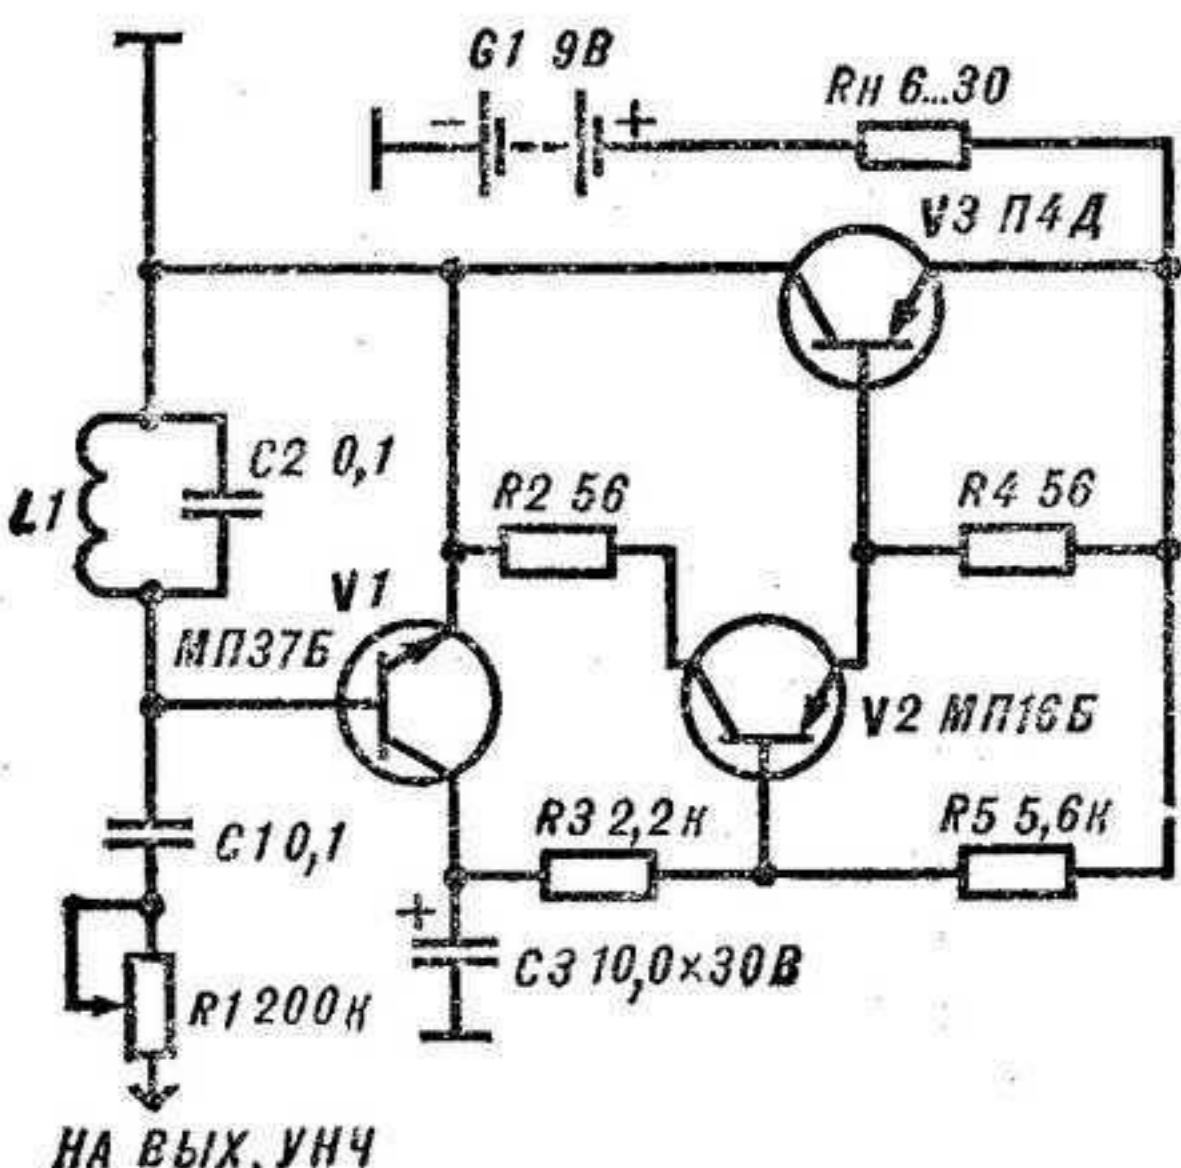 G1 9В
Rн 6...30
V3 П4Д
-
+
C2 0,1
L1
R2 56
R4 56
V1
МП37Б
V2 МП16Б
R3 2,2к
R5 5,6к
C1 0,1
+
C3 10,0×30В
R1 200к
НА ВЫХ. УНЧ